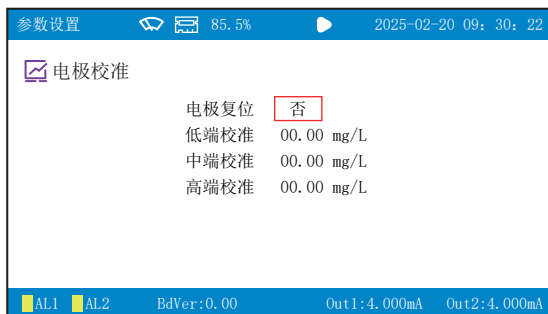 参数设置 85.5% 2025-02-20 09: 30: 22
电极校准
电极复位 否
低端校准 00.00 mg/L
中端校准 00.00 mg/L
高端校准 00.00 mg/L
AL1 AL2 BdVer:0.00 Out1:4.000mA Out2:4.000mA